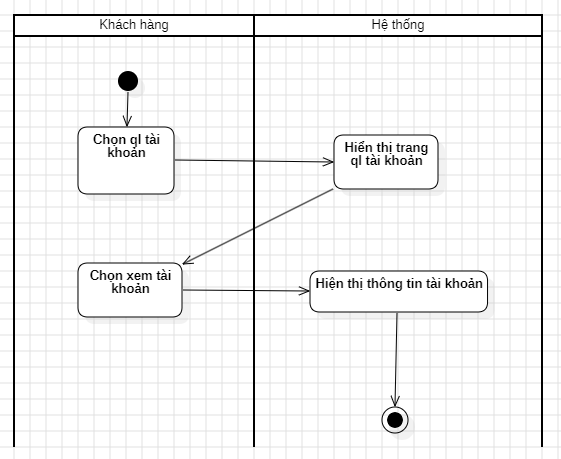 Khách hàng
Hệ thống
Chọn ql tài
khoản
Hiển thị trang
ql tài khoản
Chọn xem tài
khoản
Hiện thị thông tin tài khoản